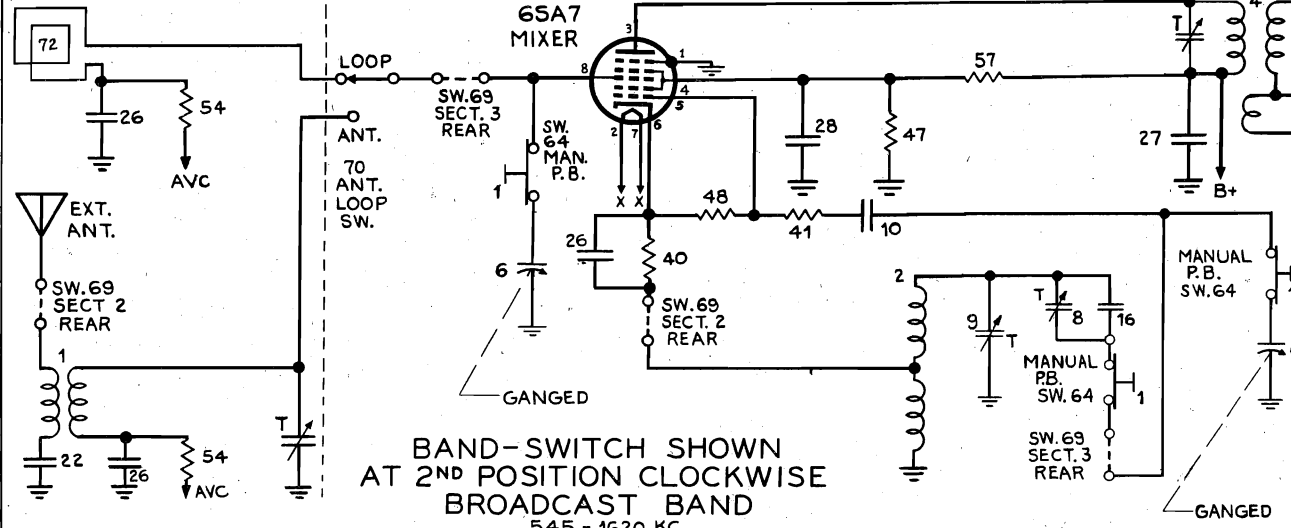 6SA7
MIXER
72
26
54
AVC
LOOP
SW.69
SECT. 3
REAR
ANT.
70
ANT.
LOOP
SW.
8
3
1
4
5
2
7
6
X
X
SW.
64
MAN.
P.B.
1
6
28
47
57
T
4
27
B+
EXT.
ANT.
SW.69
SECT 2
REAR
1
22
26
54
AVC
T
48
41
10
26
40
SW.69
SECT. 2
REAR
2
9
T
T
8
16
MANUAL
P.B.
SW.64
1
SW.69
SECT.3
REAR
MANUAL
P.B.
SW.64
GANGED
GANGED
BAND-SWITCH SHOWN
AT 2ND POSITION CLOCKWISE
BROADCAST BAND
545 - 1620 KC